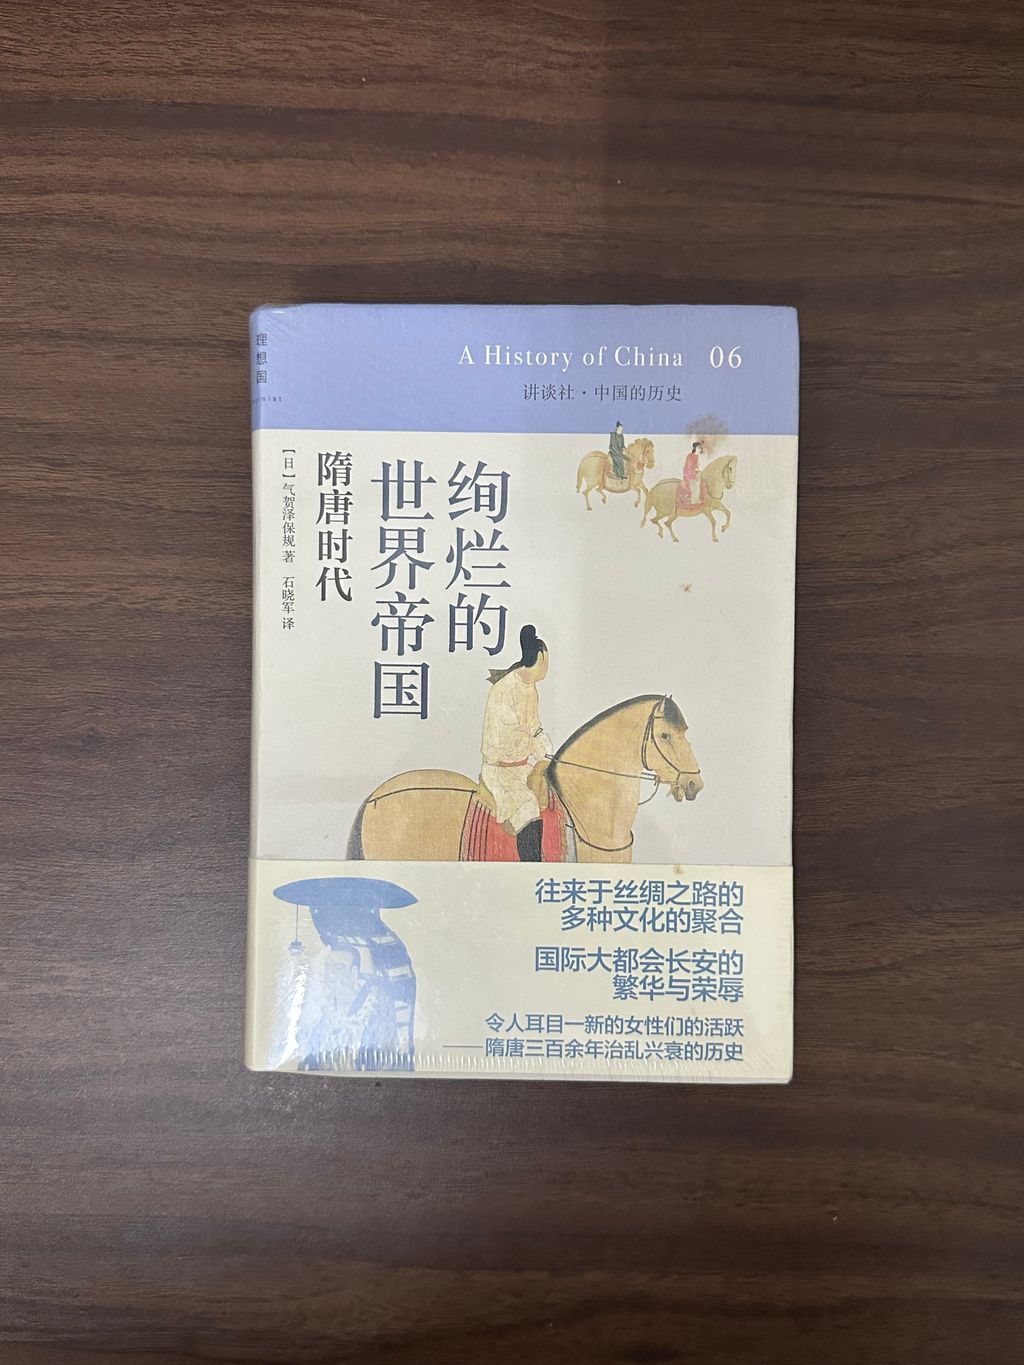 理想国
A History of China 06
讲谈社·中国的历史
绚烂的
世界帝国
隋唐时代
【日】气贺泽保规 著 石晓军 译
往来于丝绸之路的
多种文化的聚合
国际大都会长安的
繁华与荣辱
令人耳目一新的女性们的活跃
——隋唐三百余年治乱兴衰的历史